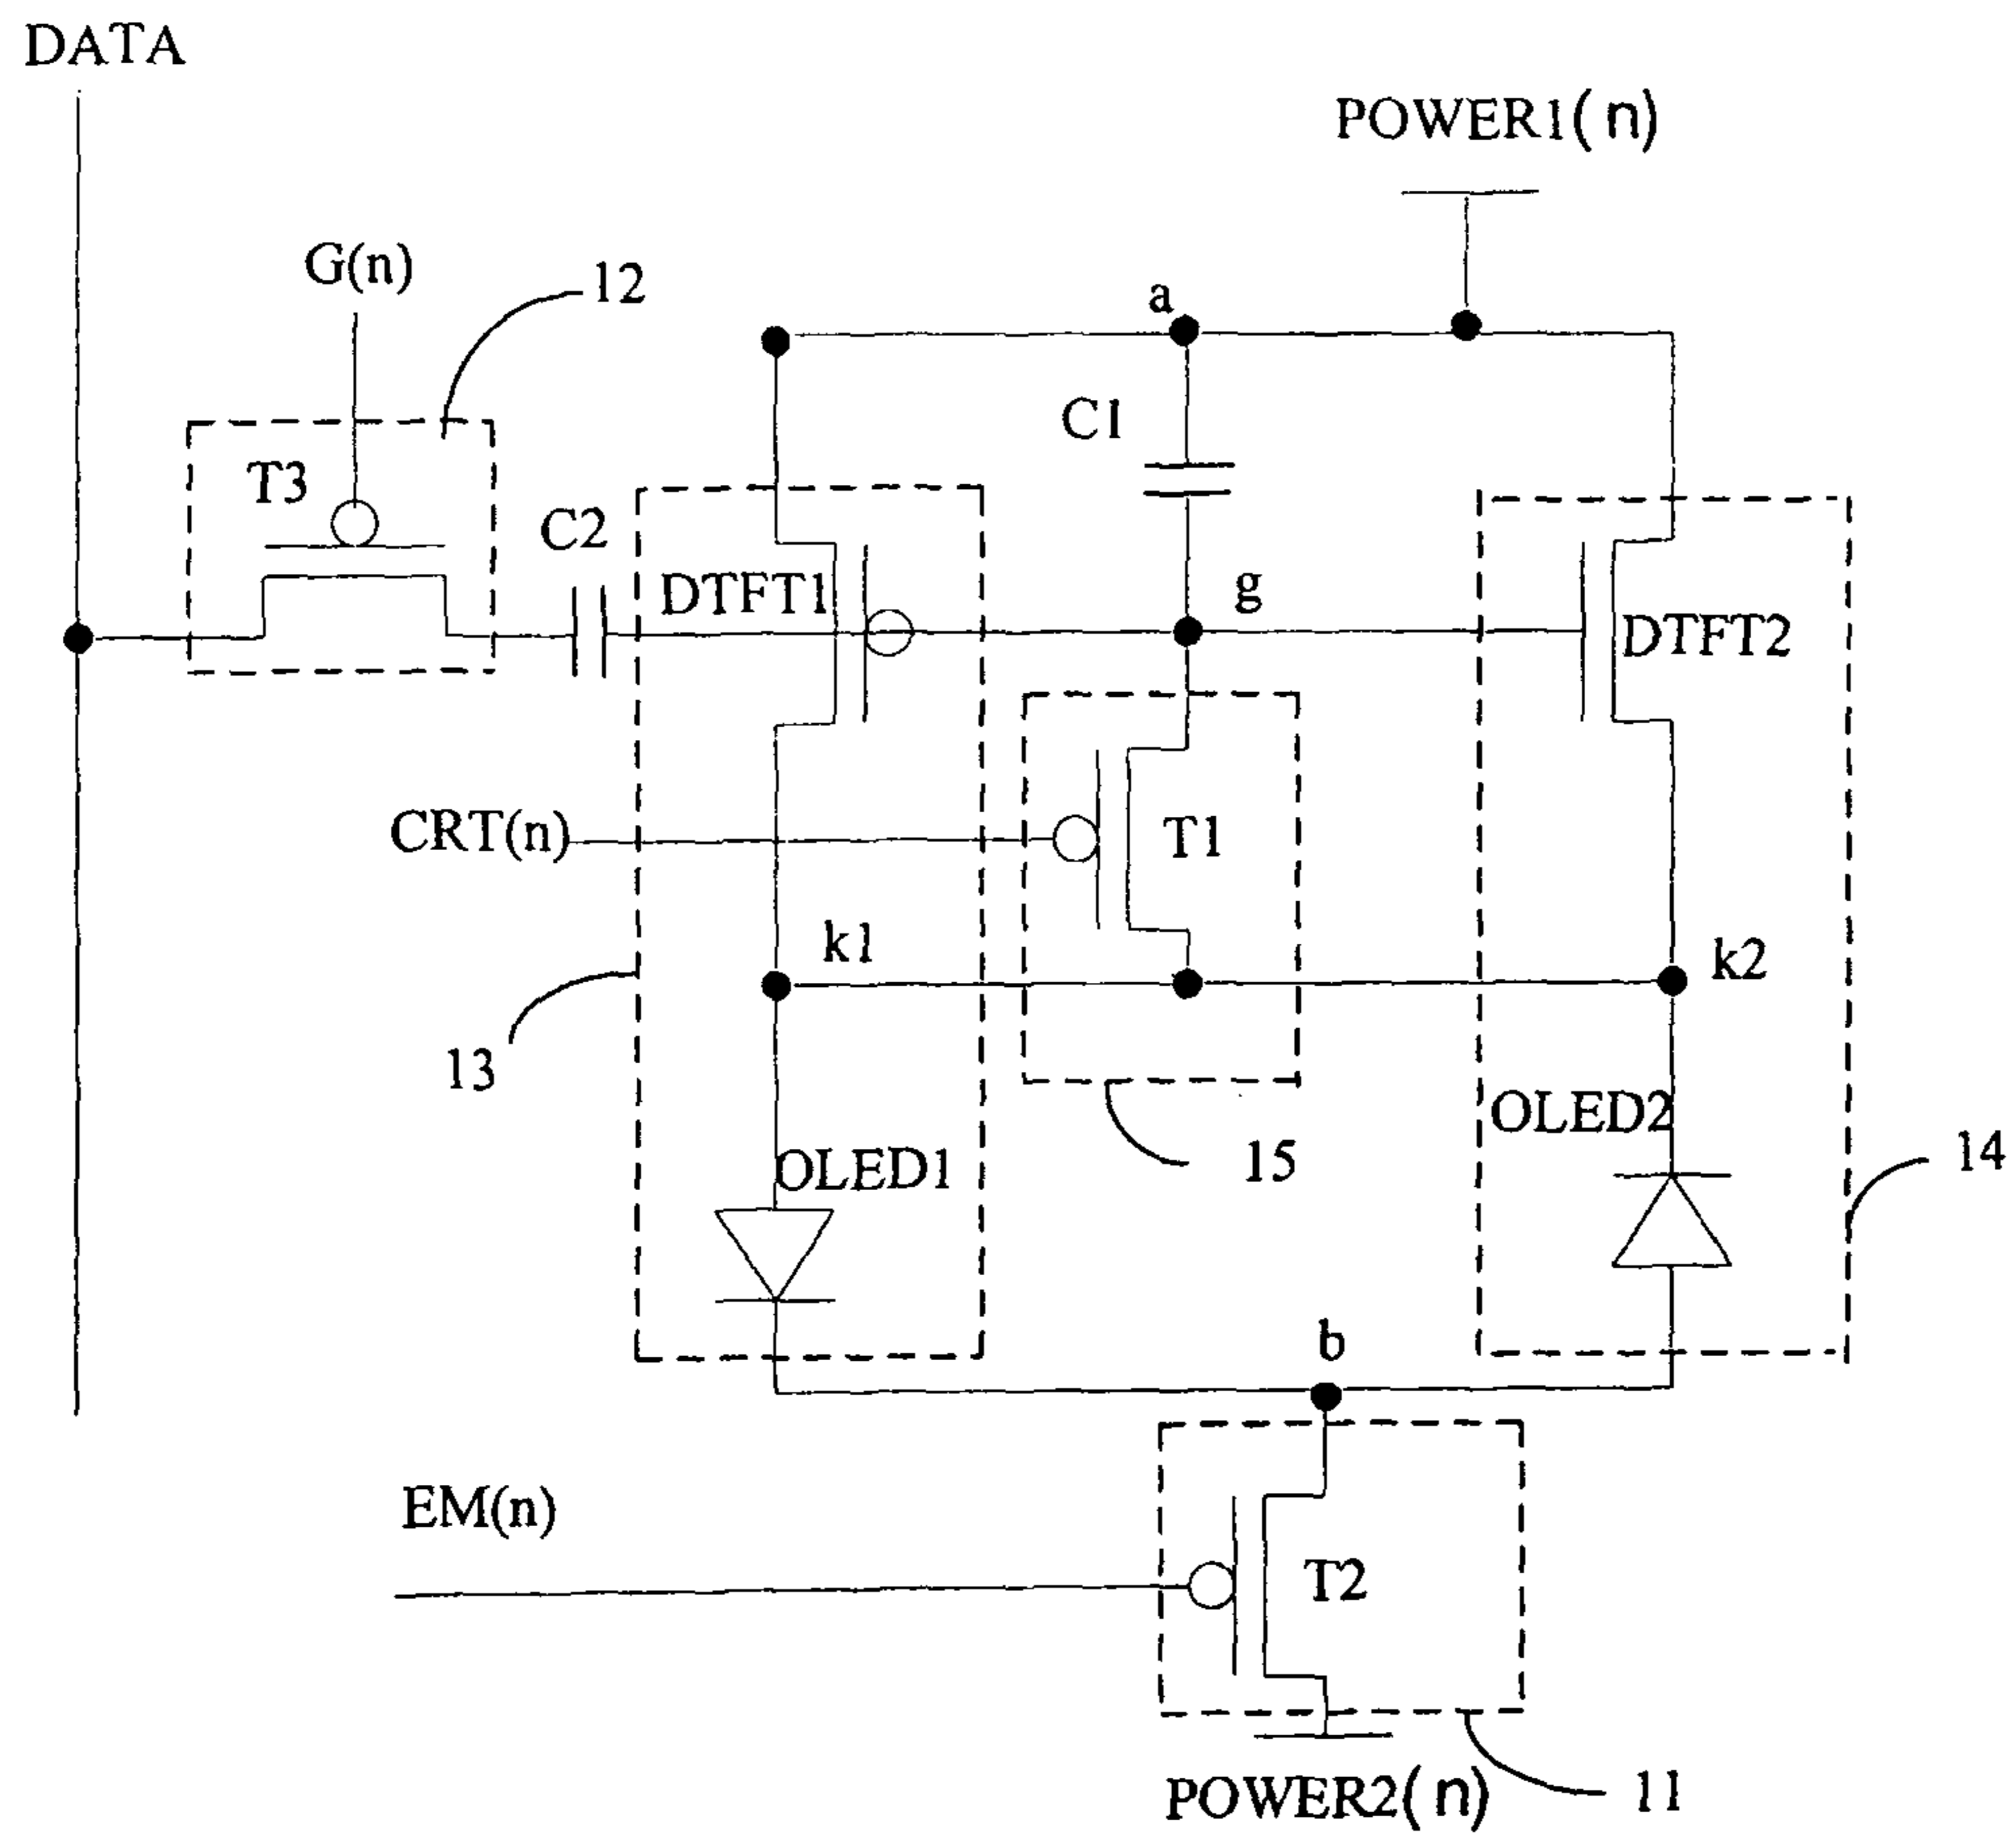 DATA
POWER1(n)
G(n)
12
a
C1
T3
C2
DTFT1
g
DTFT2
CRT(n)
T1
k1
k2
13
OLED2
15
OLED1
14
b
EM(n)
T2
POWER2(n)
11